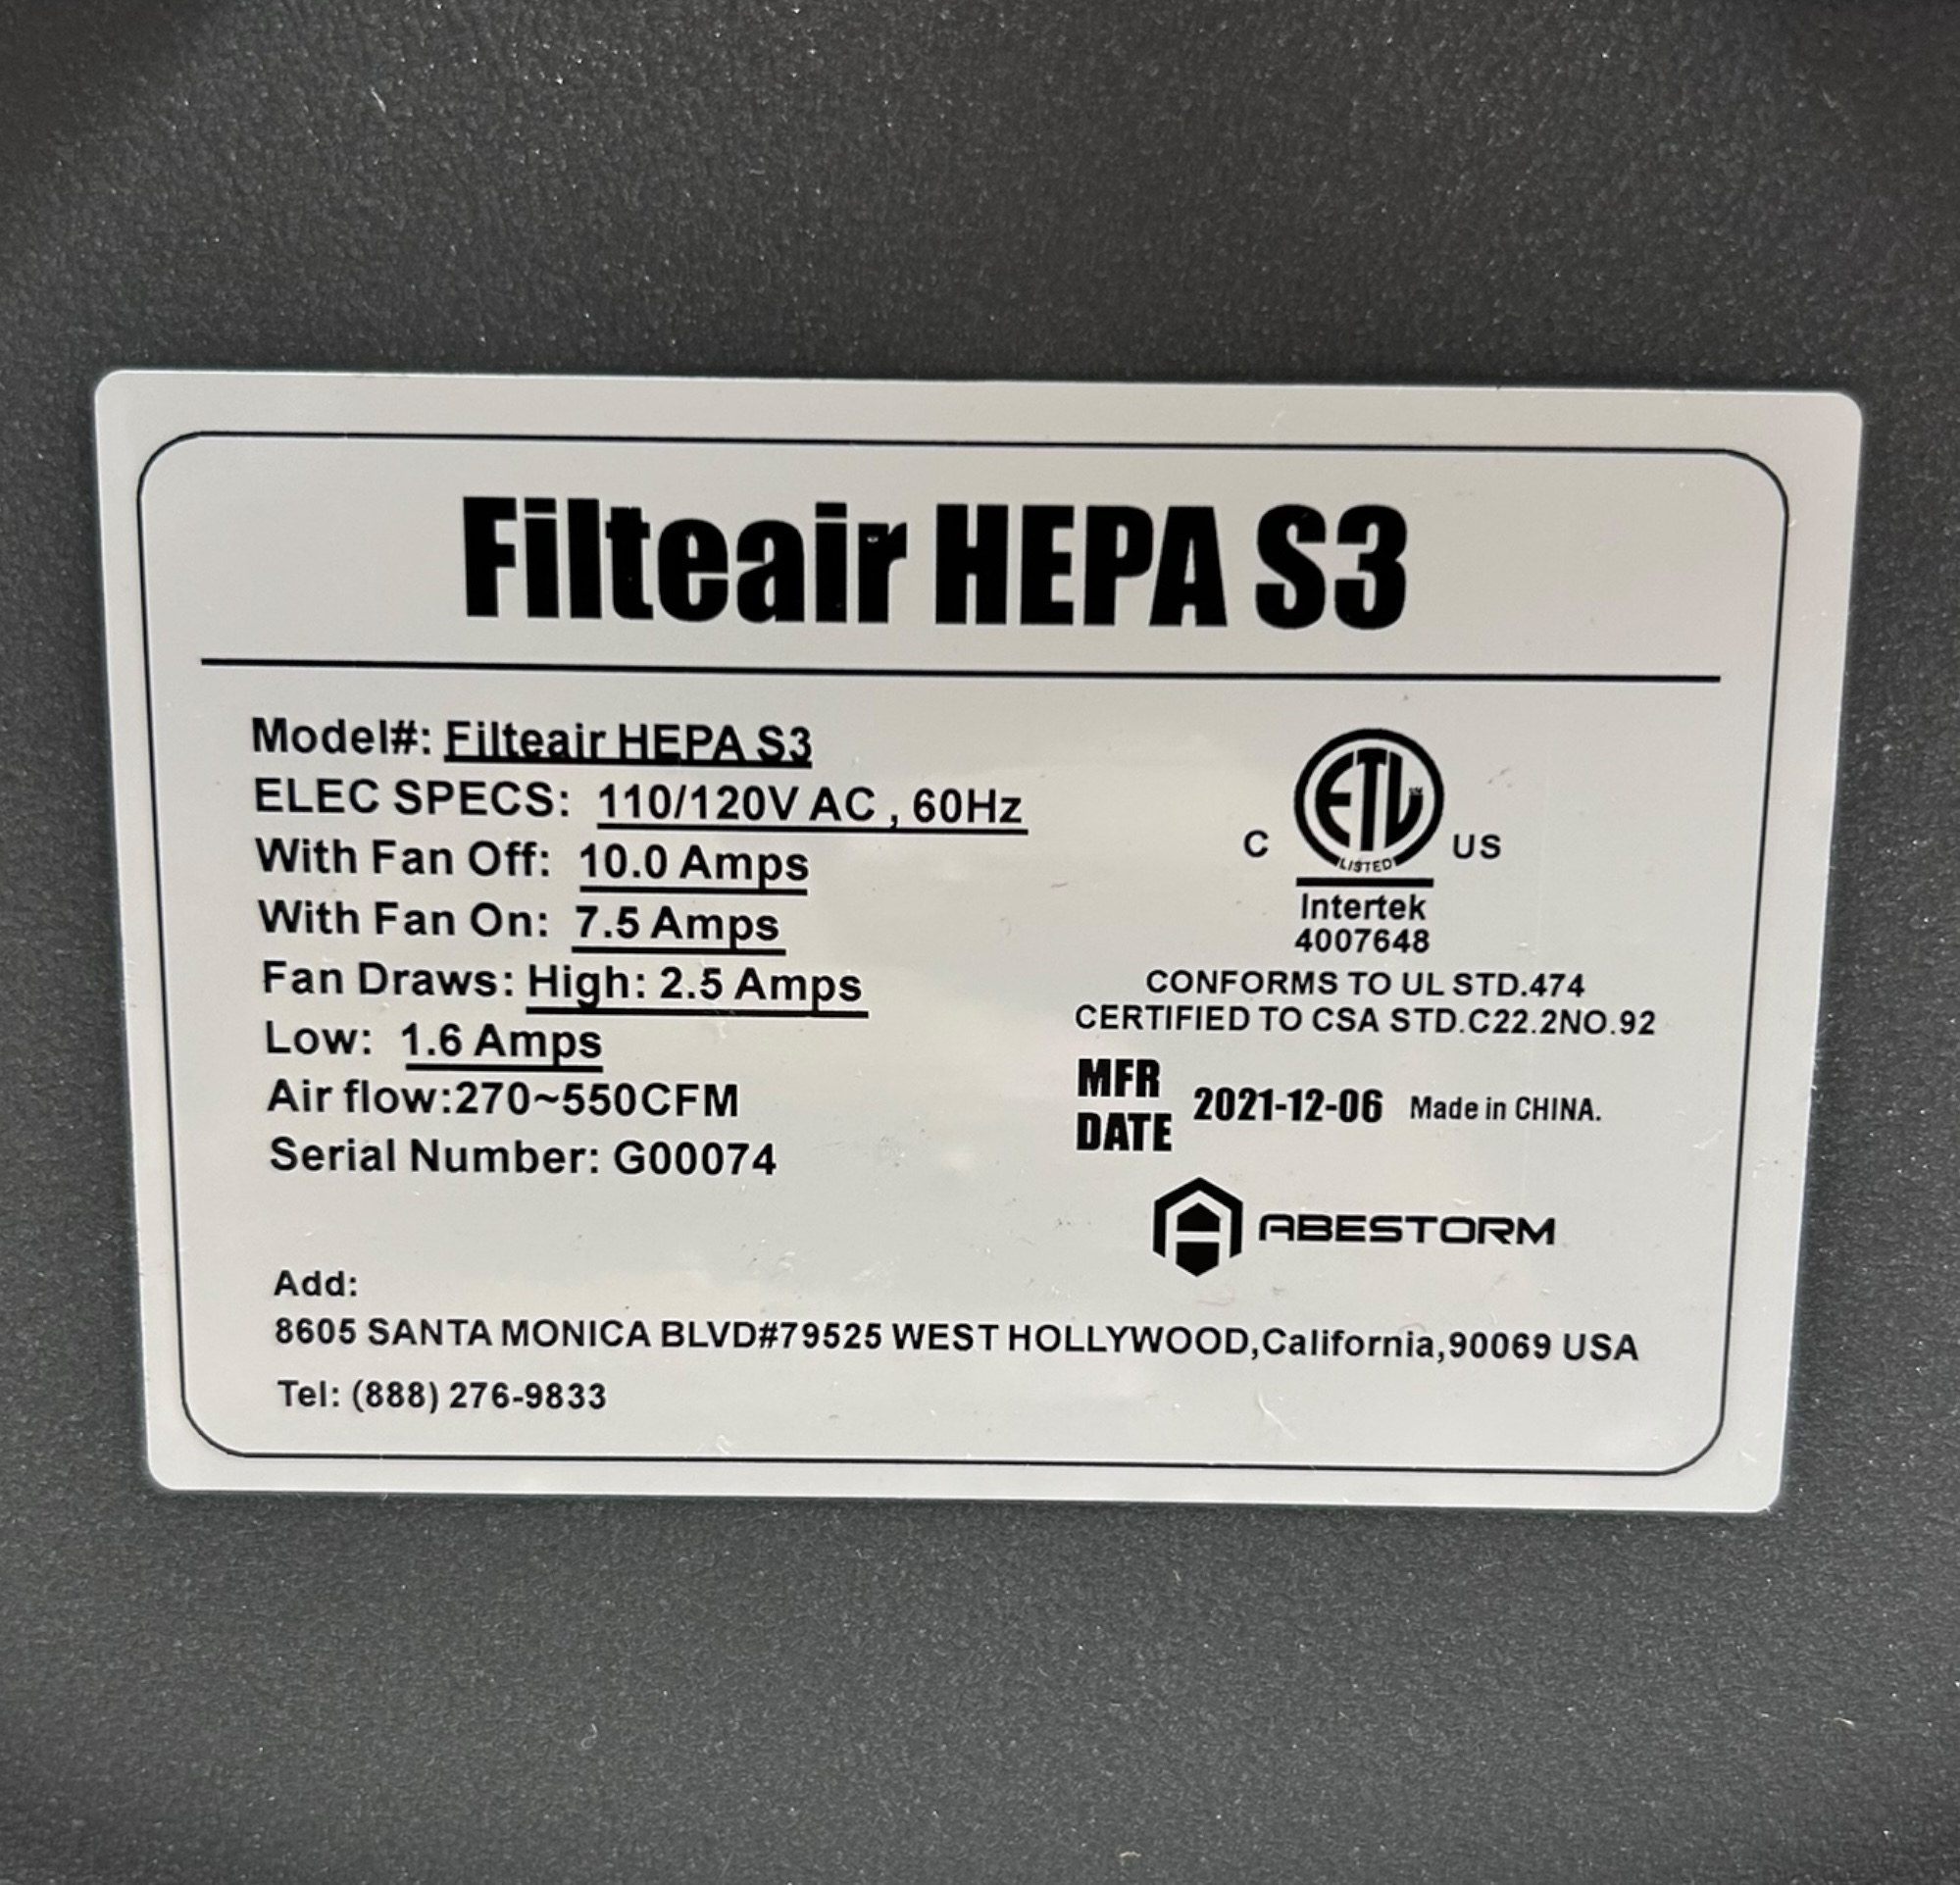 Filteair HEPA S3
Model#: Filteair HEPA S3
ELEC SPECS: 110/120V AC , 60Hz
With Fan Off: 10.0 Amps
With Fan On: 7.5 Amps
Fan Draws: High: 2.5 Amps
Low: 1.6 Amps
Air flow:270~550CFM
Serial Number: G00074
C ETL US
LISTED
Intertek
4007648
CONFORMS TO UL STD.474
CERTIFIED TO CSA STD.C22.2NO.92
MFR
DATE 2021-12-06 Made in CHINA.
ABESTORM
Add:
8605 SANTA MONICA BLVD#79525 WEST HOLLYWOOD,California,90069 USA
Tel: (888) 276-9833